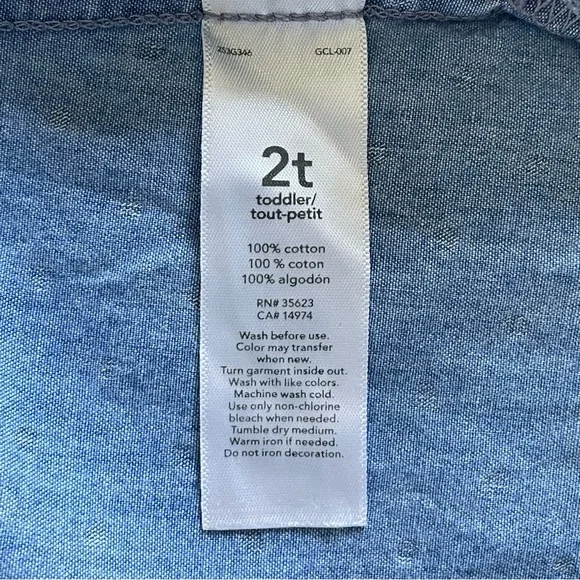 253G346 GCL-007
2t
toddler/
tout-petit
100% cotton
100 % coton
100% algodón
RN# 35623
CA# 14974
Wash before use.
Color may transfer
when new.
Turn garment inside out.
Wash with like colors.
Machine wash cold.
Use only non-chlorine
bleach when needed.
Tumble dry medium.
Warm iron if needed.
Do not iron decoration.